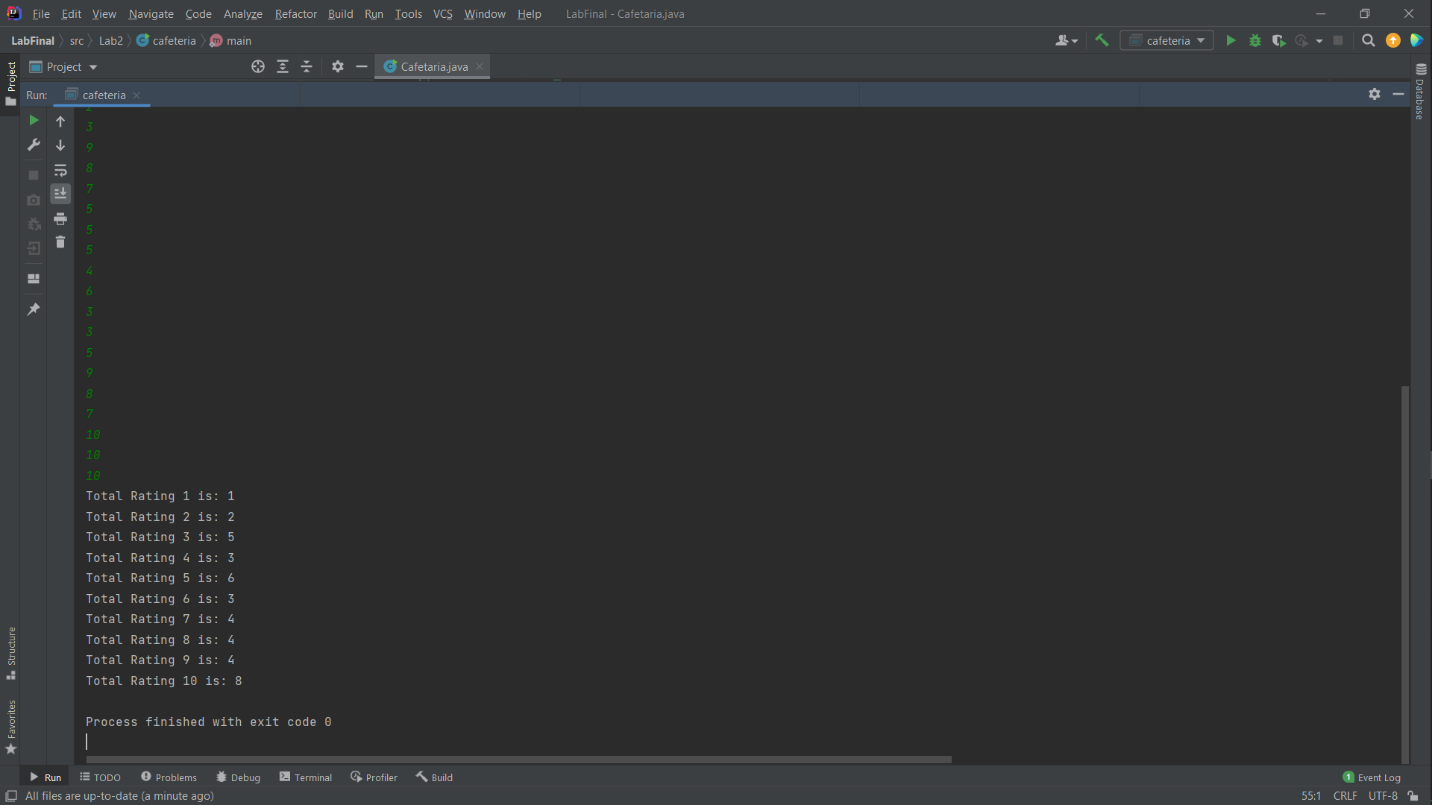 File Edit View Navigate Code Analyze Refactor Build Run Tools VCS Window Help LabFinal - Cafetaria.java
LabFinal src Lab2 cafeteria main cafeteria
Project Project Cafetaria.java
Run: cafeteria
Database
3
9
8
7
5
5
5
4
6
3
3
5
9
8
7
10
10
10
Total Rating 1 is: 1
Total Rating 2 is: 2
Total Rating 3 is: 5
Total Rating 4 is: 3
Total Rating 5 is: 6
Total Rating 6 is: 3
Total Rating 7 is: 4
Total Rating 8 is: 4
Total Rating 9 is: 4
Total Rating 10 is: 8
Process finished with exit code 0
Structure
Favorites
Run TODO Problems Debug Terminal Profiler Build 1 Event Log
All files are up-to-date (a minute ago) 55:1 CRLF UTF-8